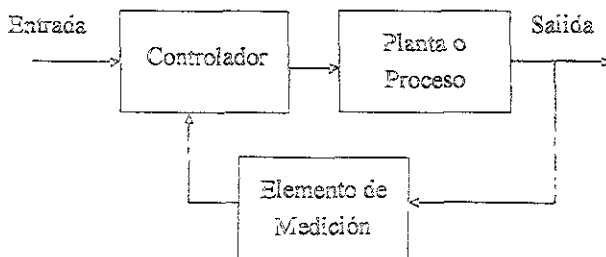 Entrada
Controlador
Planta o
Proceso
Salida
Elemento de
Medición